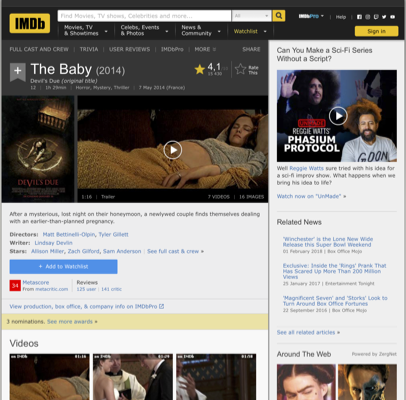 IMDb
Find Movies, TV shows, Celebrities and more...
All
IMDbPro
Help
Movies, TV
& Showtimes
Celebs, Events
& Photos
News &
Community
Watchlist
Sign in
FULL CAST AND CREW | TRIVIA | USER REVIEWS | IMDbPro | MORE
SHARE
The Baby (2014)
Devil's Due (original title)
12 | 1h 29min | Horror, Mystery, Thriller | 7 May 2014 (France)
4,1
Rate
This
DEVIL'S DUE
1:16 | Trailer
7 VIDEOS | 16 IMAGES
After a mysterious, lost night on their honeymoon, a newlywed couple finds themselves dealing
with an earlier-than-planned pregnancy.
Directors: Matt Bettinelli-Olpin, Tyler Gillett
Writer: Lindsay Devlin
Stars: Allison Miller, Zach Gilford, Sam Anderson | See full cast & crew »
+ Add to Watchlist
34
Metascore
From metacritic.com
Reviews
125 user | 141 critic
View production, box office, & company info on IMDbPro
3 nominations. See more awards »
Videos
Can You Make a Sci-Fi Series
Without a Script?
REGGIE WATTS'
PHASIUM
PROTOCOL
Well Reggie Watts sure tried with his idea for
a sci-fi improv show. What happens when we
bring his idea to life?
Watch now on "UnMade" »
Related News
'Winchester' is the Lone New Wide
Release this Super Bowl Weekend
01 February 2018 | Box Office Mojo
Exclusive: Inside the 'Rings' Prank That
Has Scared Up More Than 200 Million
Views
25 January 2017 | Entertainment Tonight
'Magnificent Seven' and 'Storks' Look to
Turn Around Box Office Fortunes
22 September 2016 | Box Office Mojo
See all related articles »
Around The Web
Powered by ZergNet